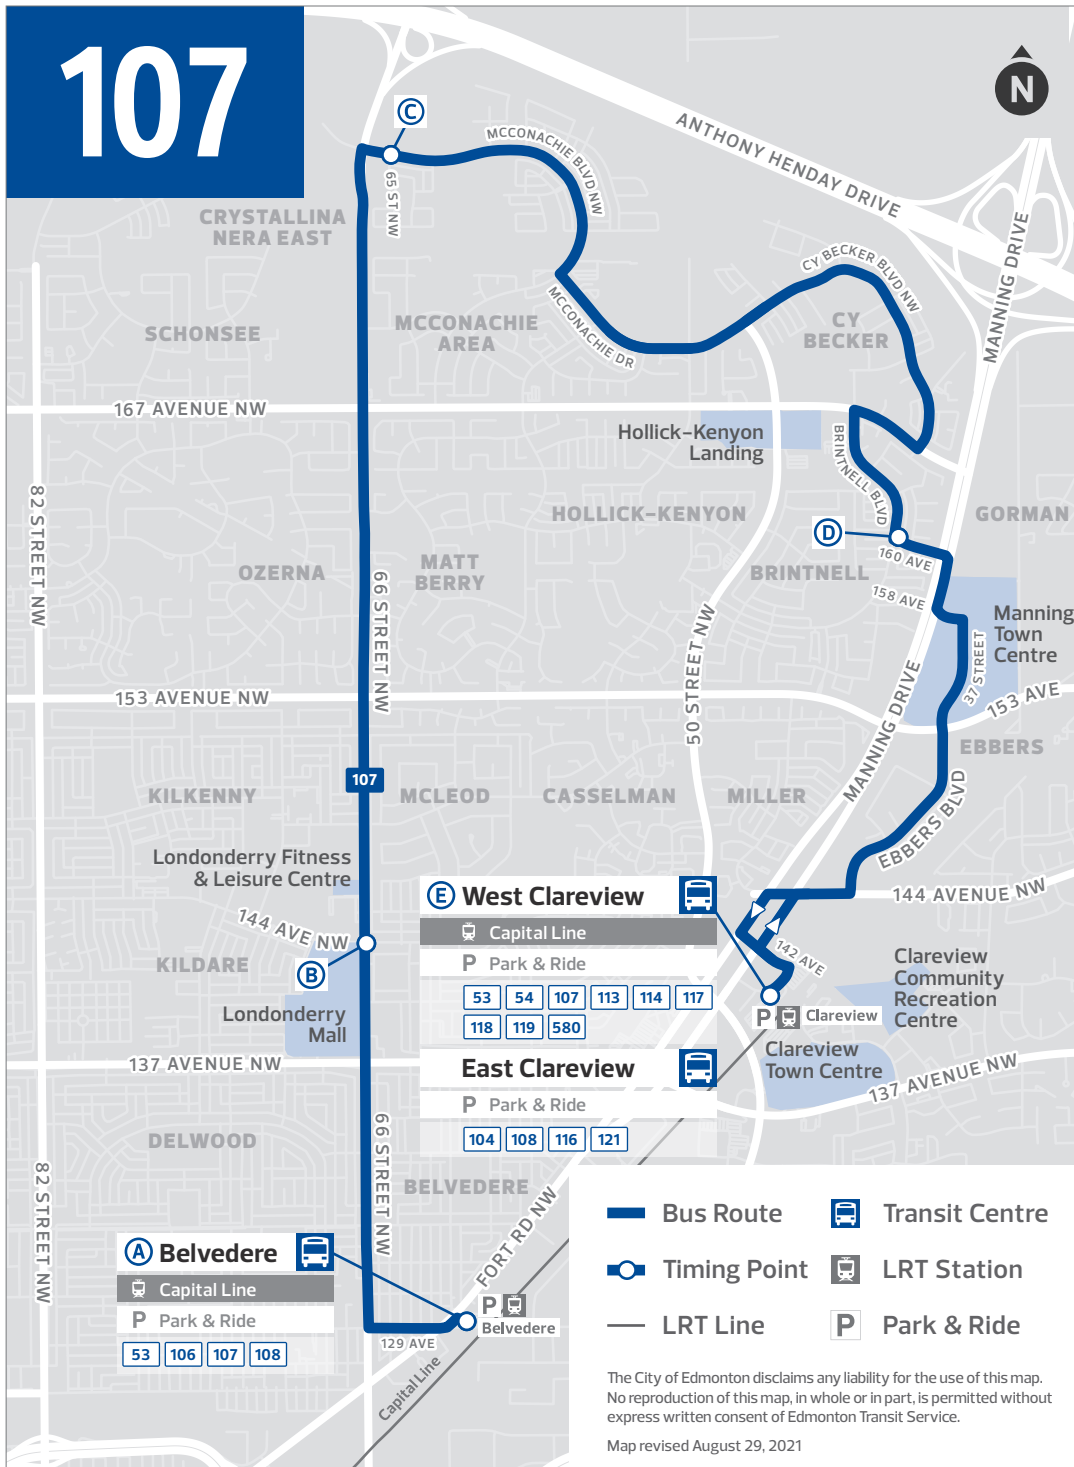 107
N
C
MCCONACHIE BLVD NW
ANTHONY HENDAY DRIVE
65 ST NW
CRYSTALLINA
NERA EAST
MANNING DRIVE
CY BECKER BLVD NW
MCCONACHIE DR
SCHONSEE
MCCONACHIE
AREA
CY
BECKER
167 AVENUE NW
Hollick-Kenyon
Landing
BRINTNELL BLVD
82 STREET NW
HOLLICK-KENYON
GORMAN
D
160 AVE
OZERNA
MATT
BERRY
BRINTNELL
158 AVE
66 STREET NW
50 STREET NW
Manning
Town
Centre
37 STREET
153 AVENUE NW
153 AVE
MANNING DRIVE
EBBERS
107
KILKENNY
MCLEOD
CASSELMAN
MILLER
EBBERS BLVD
Londonderry Fitness
& Leisure Centre
144 AVENUE NW
E West Clareview
Capital Line
P Park & Ride
53 54 107 113 114 117
118 119 580
East Clareview
P Park & Ride
104 108 116 121
144 AVE NW
142 AVE
KILDARE
B
Clareview
Community
Recreation
Centre
Londonderry
Mall
P Clareview
Clareview
Town Centre
137 AVENUE NW
137 AVENUE NW
DELWOOD
66 STREET NW
BELVEDERE
82 STREET NW
FORT RD NW
A Belvedere
Capital Line
P Park & Ride
53 106 107 108
P
Belvedere
129 AVE
Capital Line
Bus Route
Transit Centre
Timing Point
LRT Station
LRT Line
P Park & Ride
The City of Edmonton disclaims any liability for the use of this map.
No reproduction of this map, in whole or in part, is permitted without
express written consent of Edmonton Transit Service.
Map revised August 29, 2021